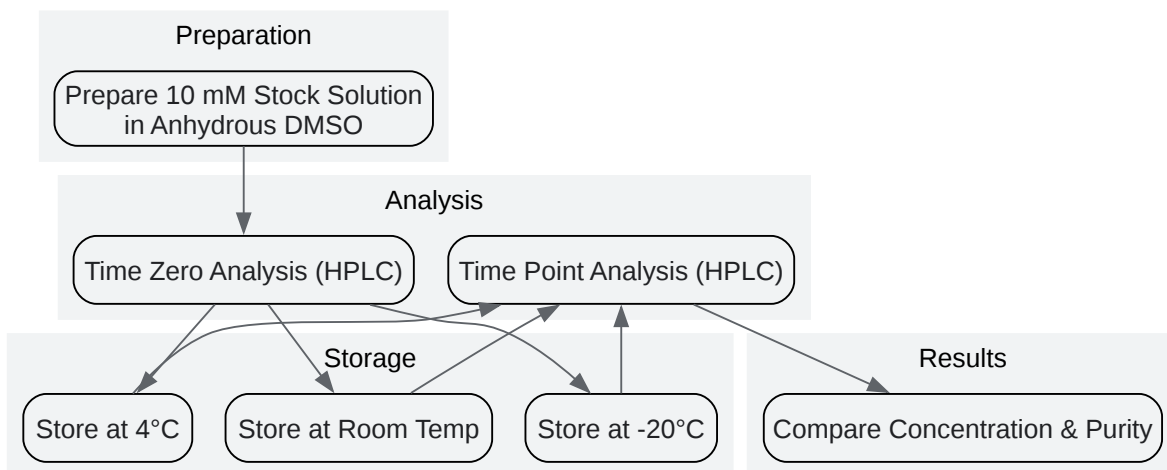 Preparation
Prepare 10 mM Stock Solution
in Anhydrous DMSO
Analysis
Time Zero Analysis (HPLC)
Time Point Analysis (HPLC)
Storage
Results
Store at 4°C
Store at Room Temp
Store at -20°C
Compare Concentration & Purity